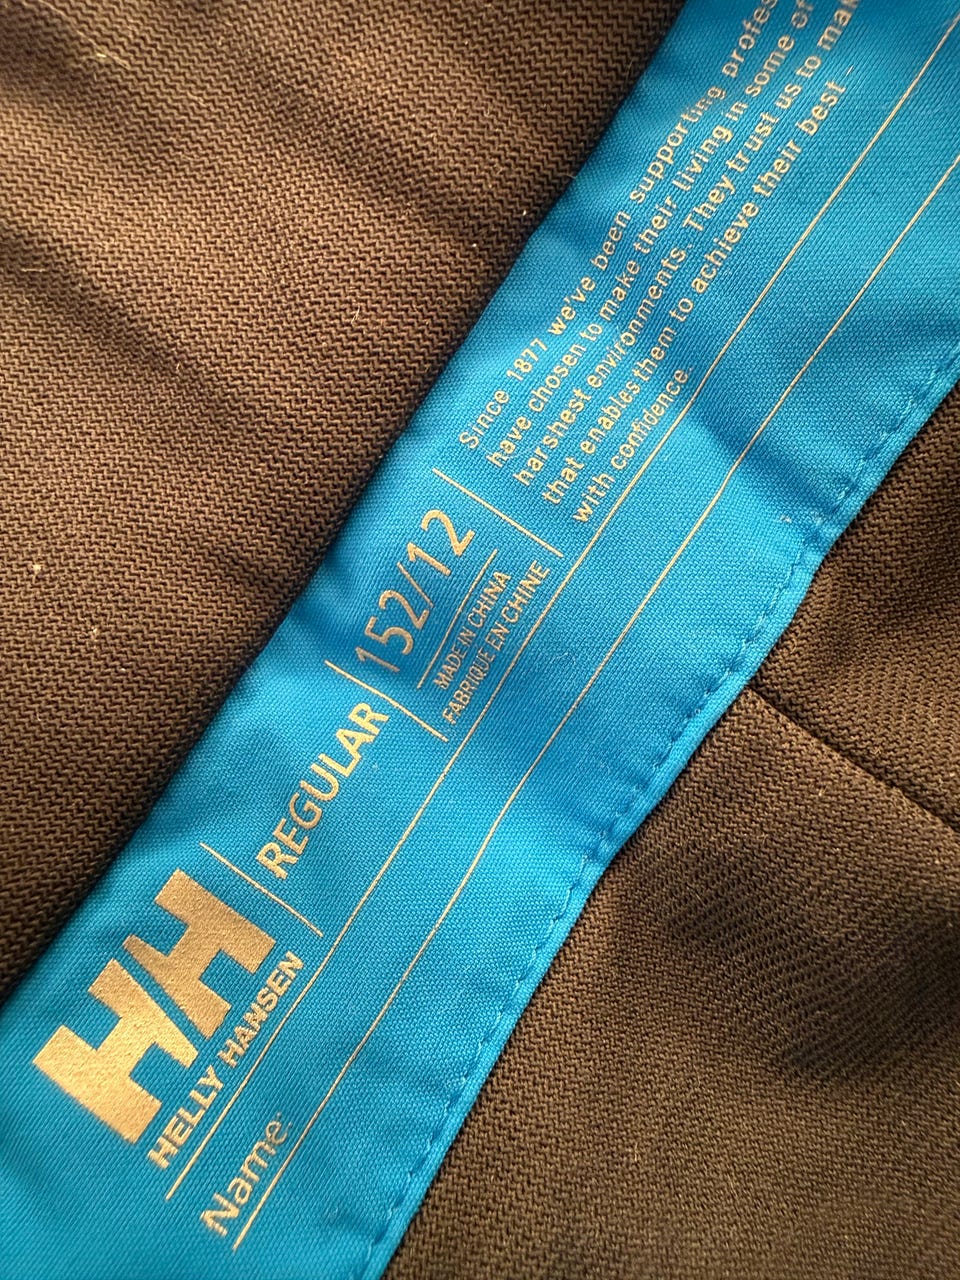 HH
HELLY HANSEN
REGULAR
152/12
MADE IN CHINA
FABRIQUÉ EN CHINE
Since 1877 we've been supporting
have chosen to make their living in some of
harshest environments. They trust us to
that enables them to achieve their best -
with confidence.
Name: